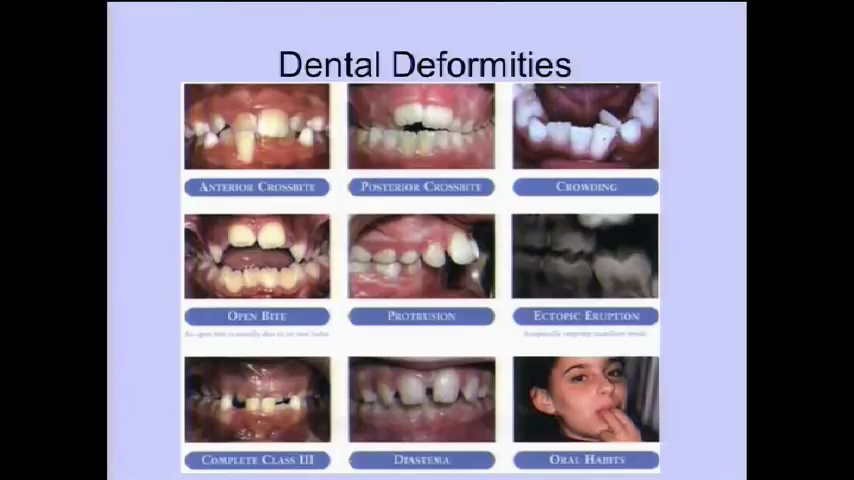 Dental Deformities
ANTERIOR CROSSBITE
POSTERIOR CROSSBITE
CROWDING
OPEN BITE
PROTRUSION
ECTOPIC ERUPTION
COMPLETE CLASS III
DIASTEMA
ORAL HABITS